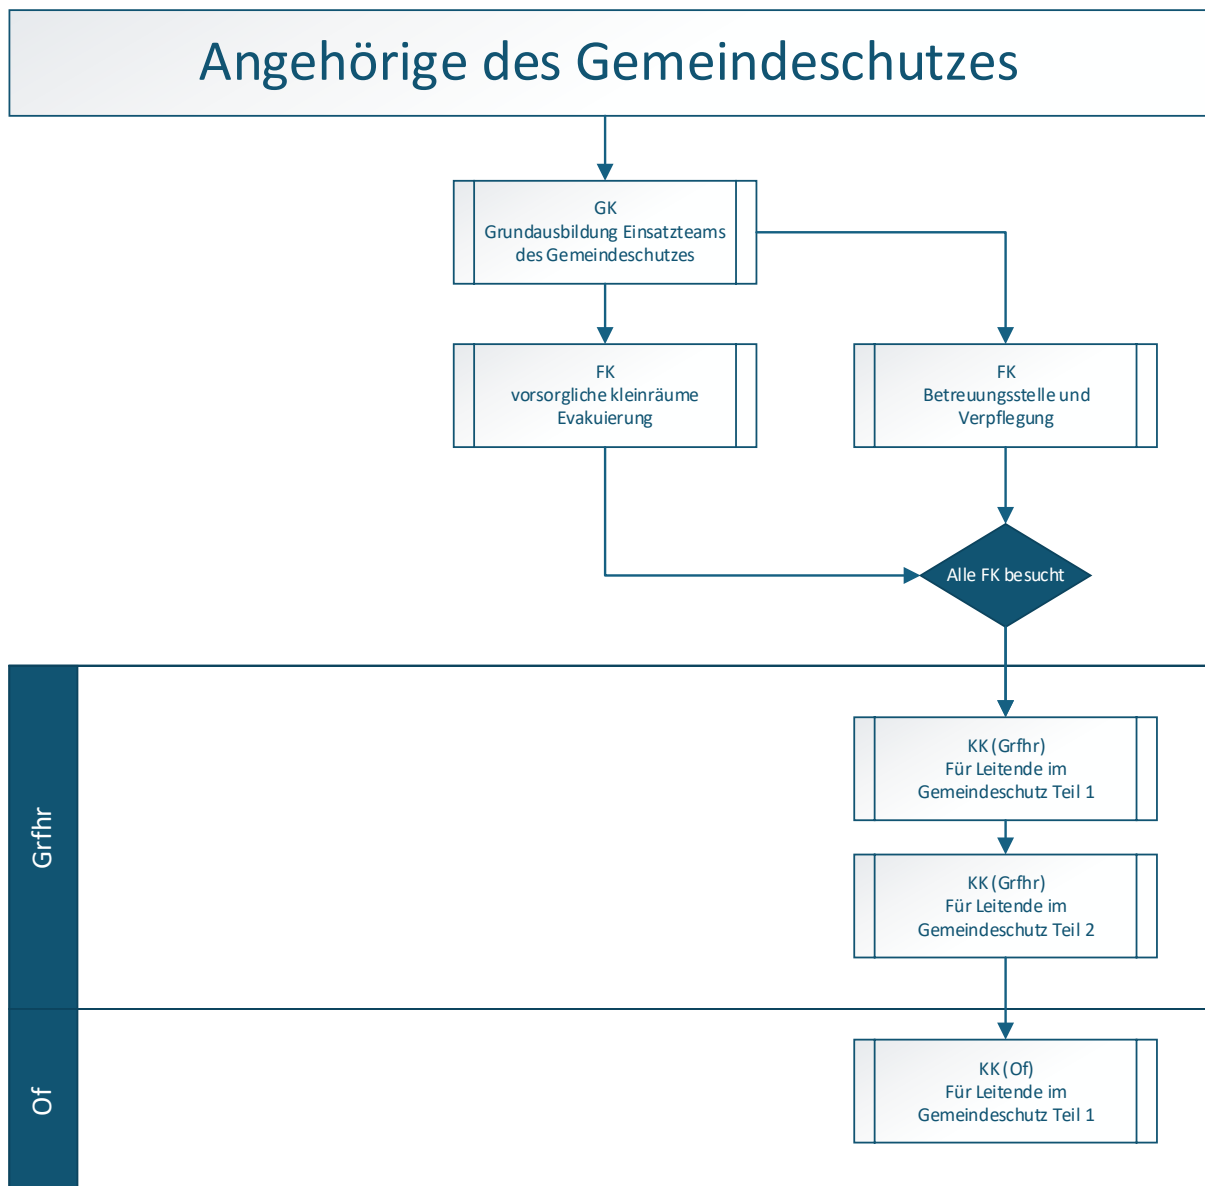 Angehörige des Gemeindeschutzes
GK
Grundausbildung Einsatzteams
des Gemeindeschutzes
FK
vorsorgliche kleinräume
Evakuierung
FK
Betreuungsstelle und
Verpflegung
Alle FK besucht
Grfhr
KK (Grfhr)
Für Leitende im
Gemeindeschutz Teil 1
KK (Grfhr)
Für Leitende im
Gemeindeschutz Teil 2
Of
KK (Of)
Für Leitende im
Gemeindeschutz Teil 1